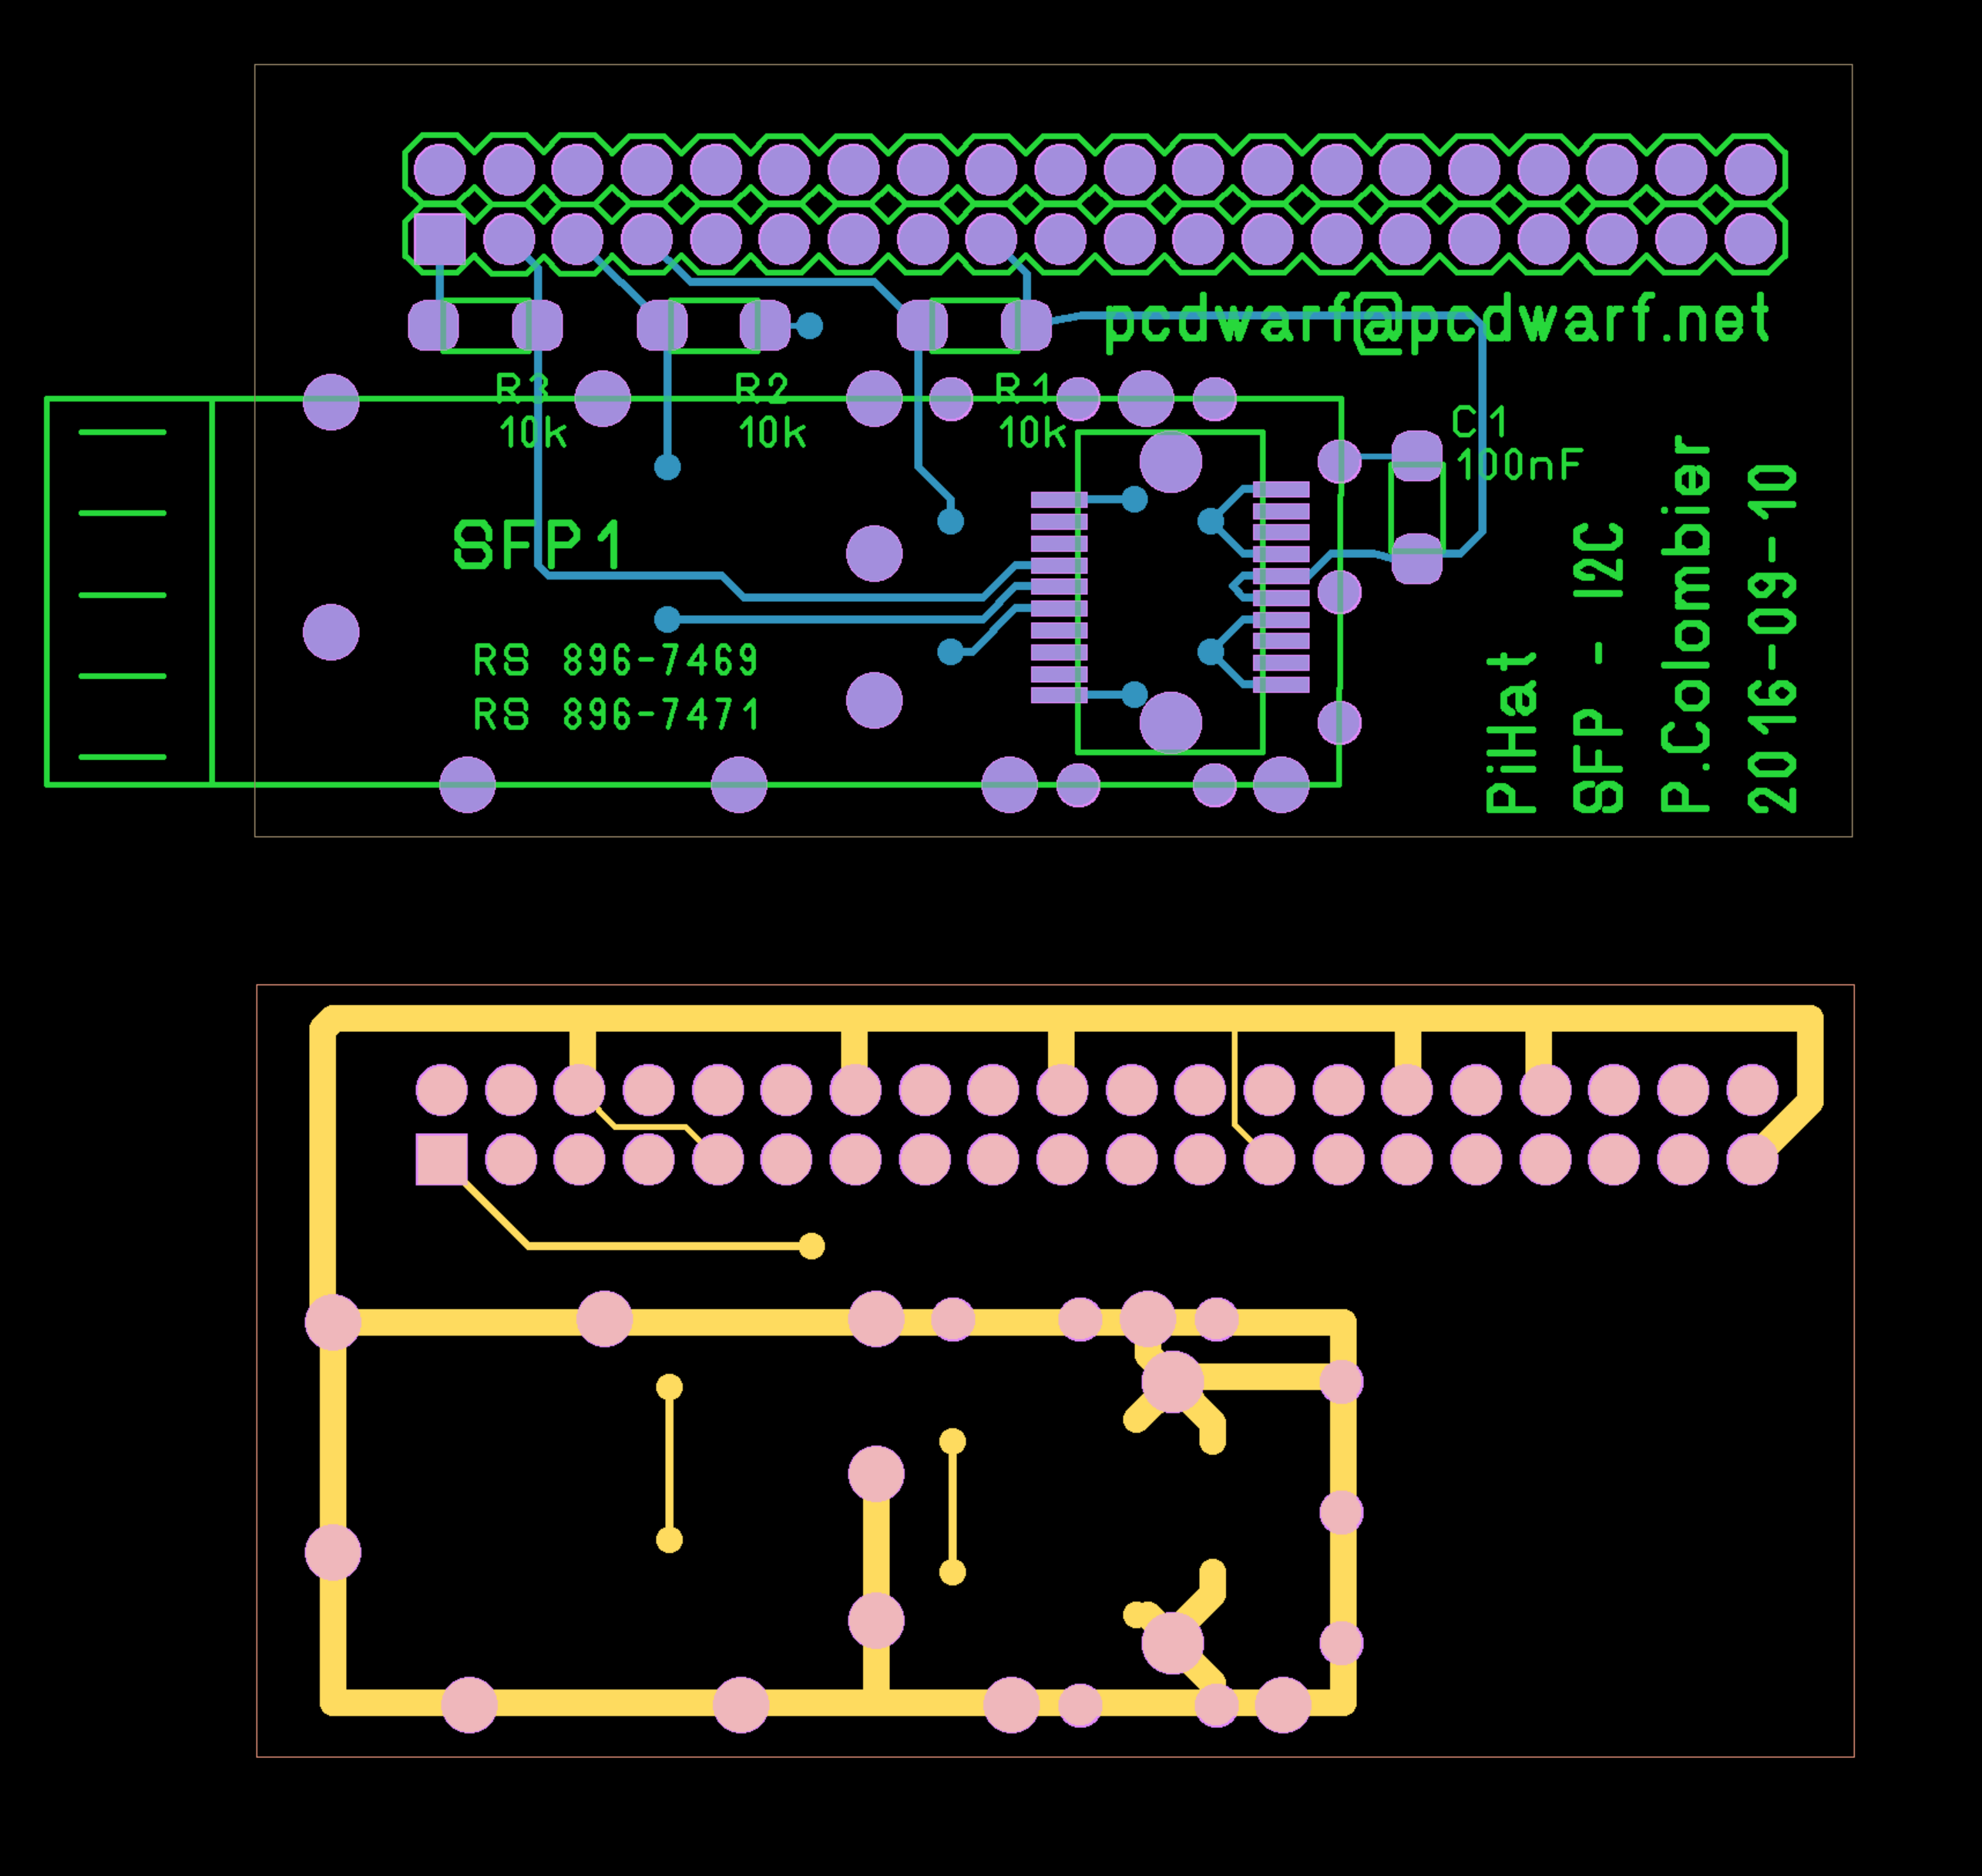 pcdwarf@pcdwarf.net
R3
10k
R2
10k
R1
10k
C1
100nF
SFP1
RS 896-7469
RS 896-7471
PiHat
SFP - I2C
P.Colombier
2016-09-10